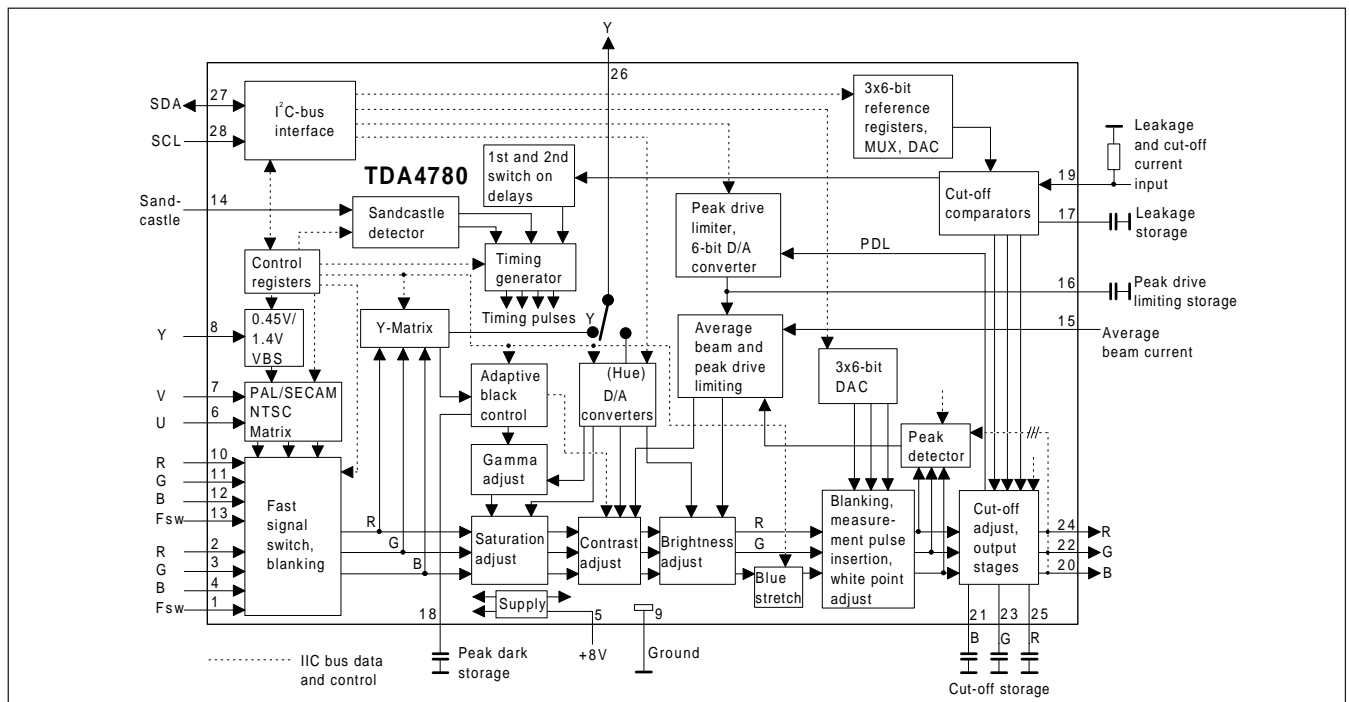 Y
26
SDA
27
SCL
28
I²C-bus
interface
3x6-bit
reference
registers,
MUX, DAC
Leakage
and cut-off
current
input
TDA4780
1st and 2nd
switch on
delays
19
Cut-off
comparators
17
Leakage
storage
Sand-
castle
14
Sandcastle
detector
Peak drive
limiter,
6-bit D/A
converter
PDL
Control
registers
Timing
generator
Timing pulses
16
Peak drive
limiting storage
15
Average
beam current
Y
8
0.45V/
1.4V
VBS
Y-Matrix
Y
(Hue)
D/A
converters
Average
beam and
peak drive
limiting
3x6-bit
DAC
V
7
U
6
PAL/SECAM
NTSC
Matrix
Adaptive
black
control
Peak
detector
///
Gamma
adjust
R
10
G
11
B
12
Fsw
13
R
2
G
3
B
4
Fsw
1
Fast
signal
switch,
blanking
R
G
B
Saturation
adjust
Contrast
adjust
Brightness
adjust
R
G
Blue
stretch
Blanking,
measure-
ment pulse
insertion,
white point
adjust
Cut-off
adjust,
output
stages
24
R
22
G
20
B
Supply
18
5
9
21
23
25
B
G
R
IIC bus data
and control
Peak dark
storage
+8V
Ground
Cut-off storage